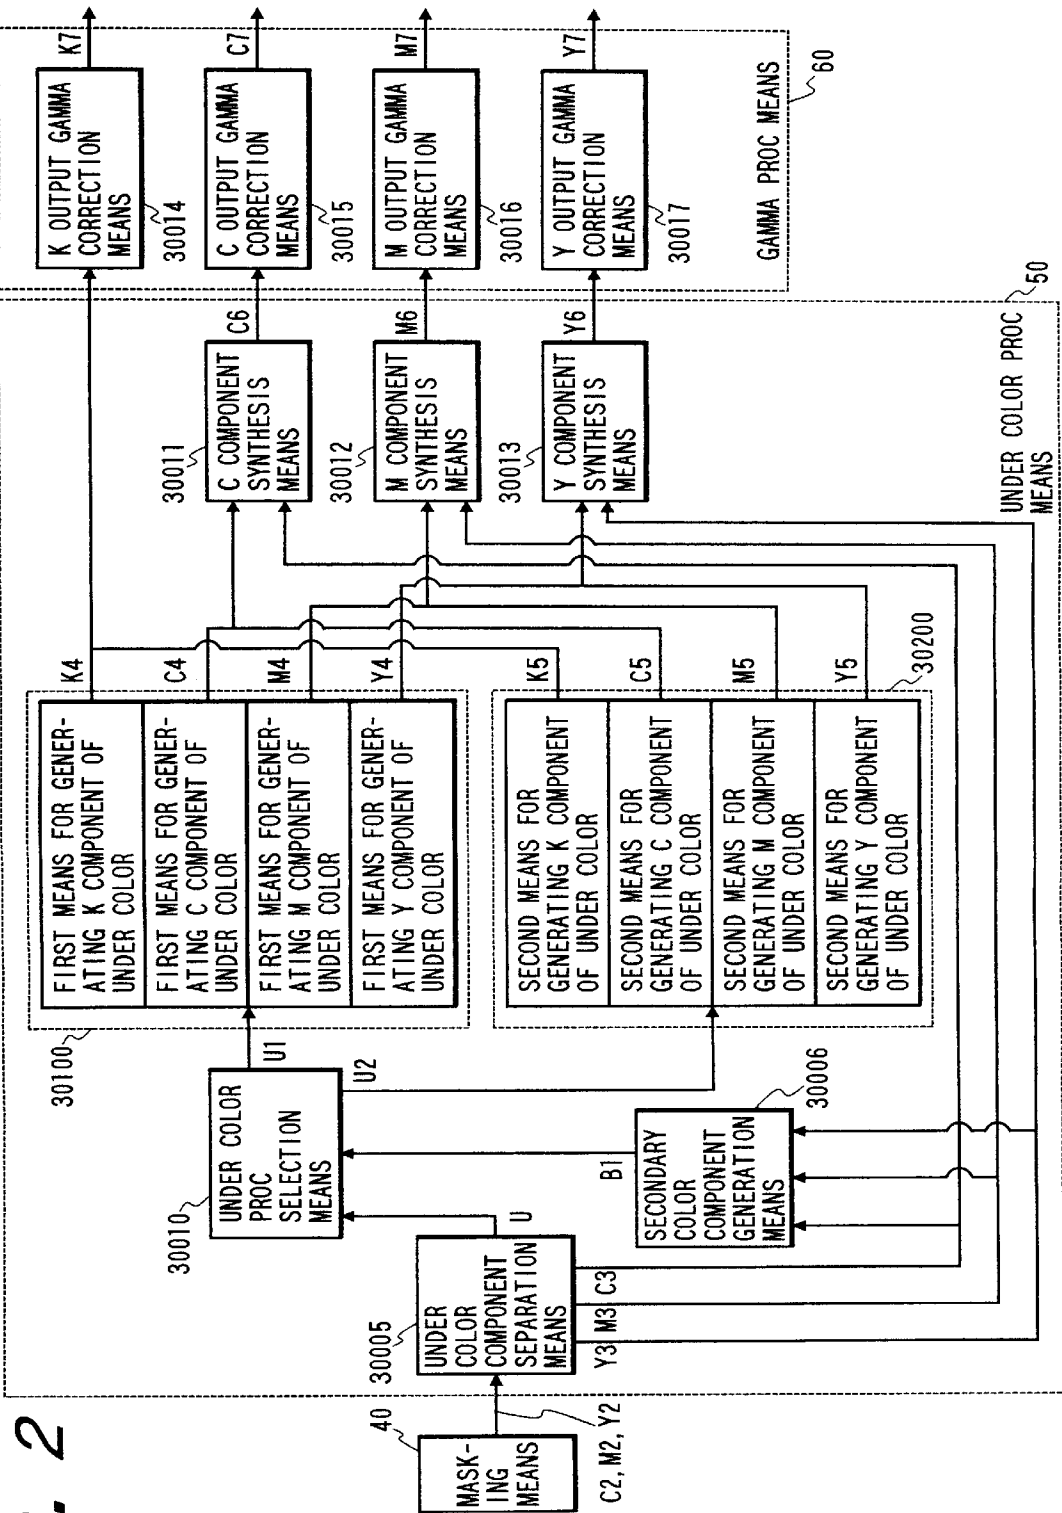 . 2
MASK-
ING
MEANS
40
C2, M2, Y2
UNDER
COLOR
COMPONENT
SEPARATION
MEANS
30005
U
Y3
M3
C3
UNDER COLOR
PROC
SELECTION
MEANS
30010
U1
U2
SECONDARY
COLOR
COMPONENT
GENERATION
MEANS
30006
B1
30100
FIRST MEANS FOR GENER-
ATING K COMPONENT OF
UNDER COLOR
FIRST MEANS FOR GENER-
ATING C COMPONENT OF
UNDER COLOR
FIRST MEANS FOR GENER-
ATING M COMPONENT OF
UNDER COLOR
FIRST MEANS FOR GENER-
ATING Y COMPONENT OF
UNDER COLOR
K4
C4
M4
Y4
SECOND MEANS FOR
GENERATING K COMPONENT
OF UNDER COLOR
SECOND MEANS FOR
GENERATING C COMPONENT
OF UNDER COLOR
SECOND MEANS FOR
GENERATING M COMPONENT
OF UNDER COLOR
SECOND MEANS FOR
GENERATING Y COMPONENT
OF UNDER COLOR
K5
C5
M5
Y5
30200
30011
C COMPONENT
SYNTHESIS
MEANS
C6
30012
M COMPONENT
SYNTHESIS
MEANS
M6
30013
Y COMPONENT
SYNTHESIS
MEANS
Y6
UNDER COLOR PROC
MEANS
50
K OUTPUT GAMMA
CORRECTION
MEANS
30014
K7
C OUTPUT GAMMA
CORRECTION
MEANS
30015
C7
M OUTPUT GAMMA
CORRECTION
MEANS
30016
M7
Y OUTPUT GAMMA
CORRECTION
MEANS
30017
Y7
GAMMA PROC MEANS
60